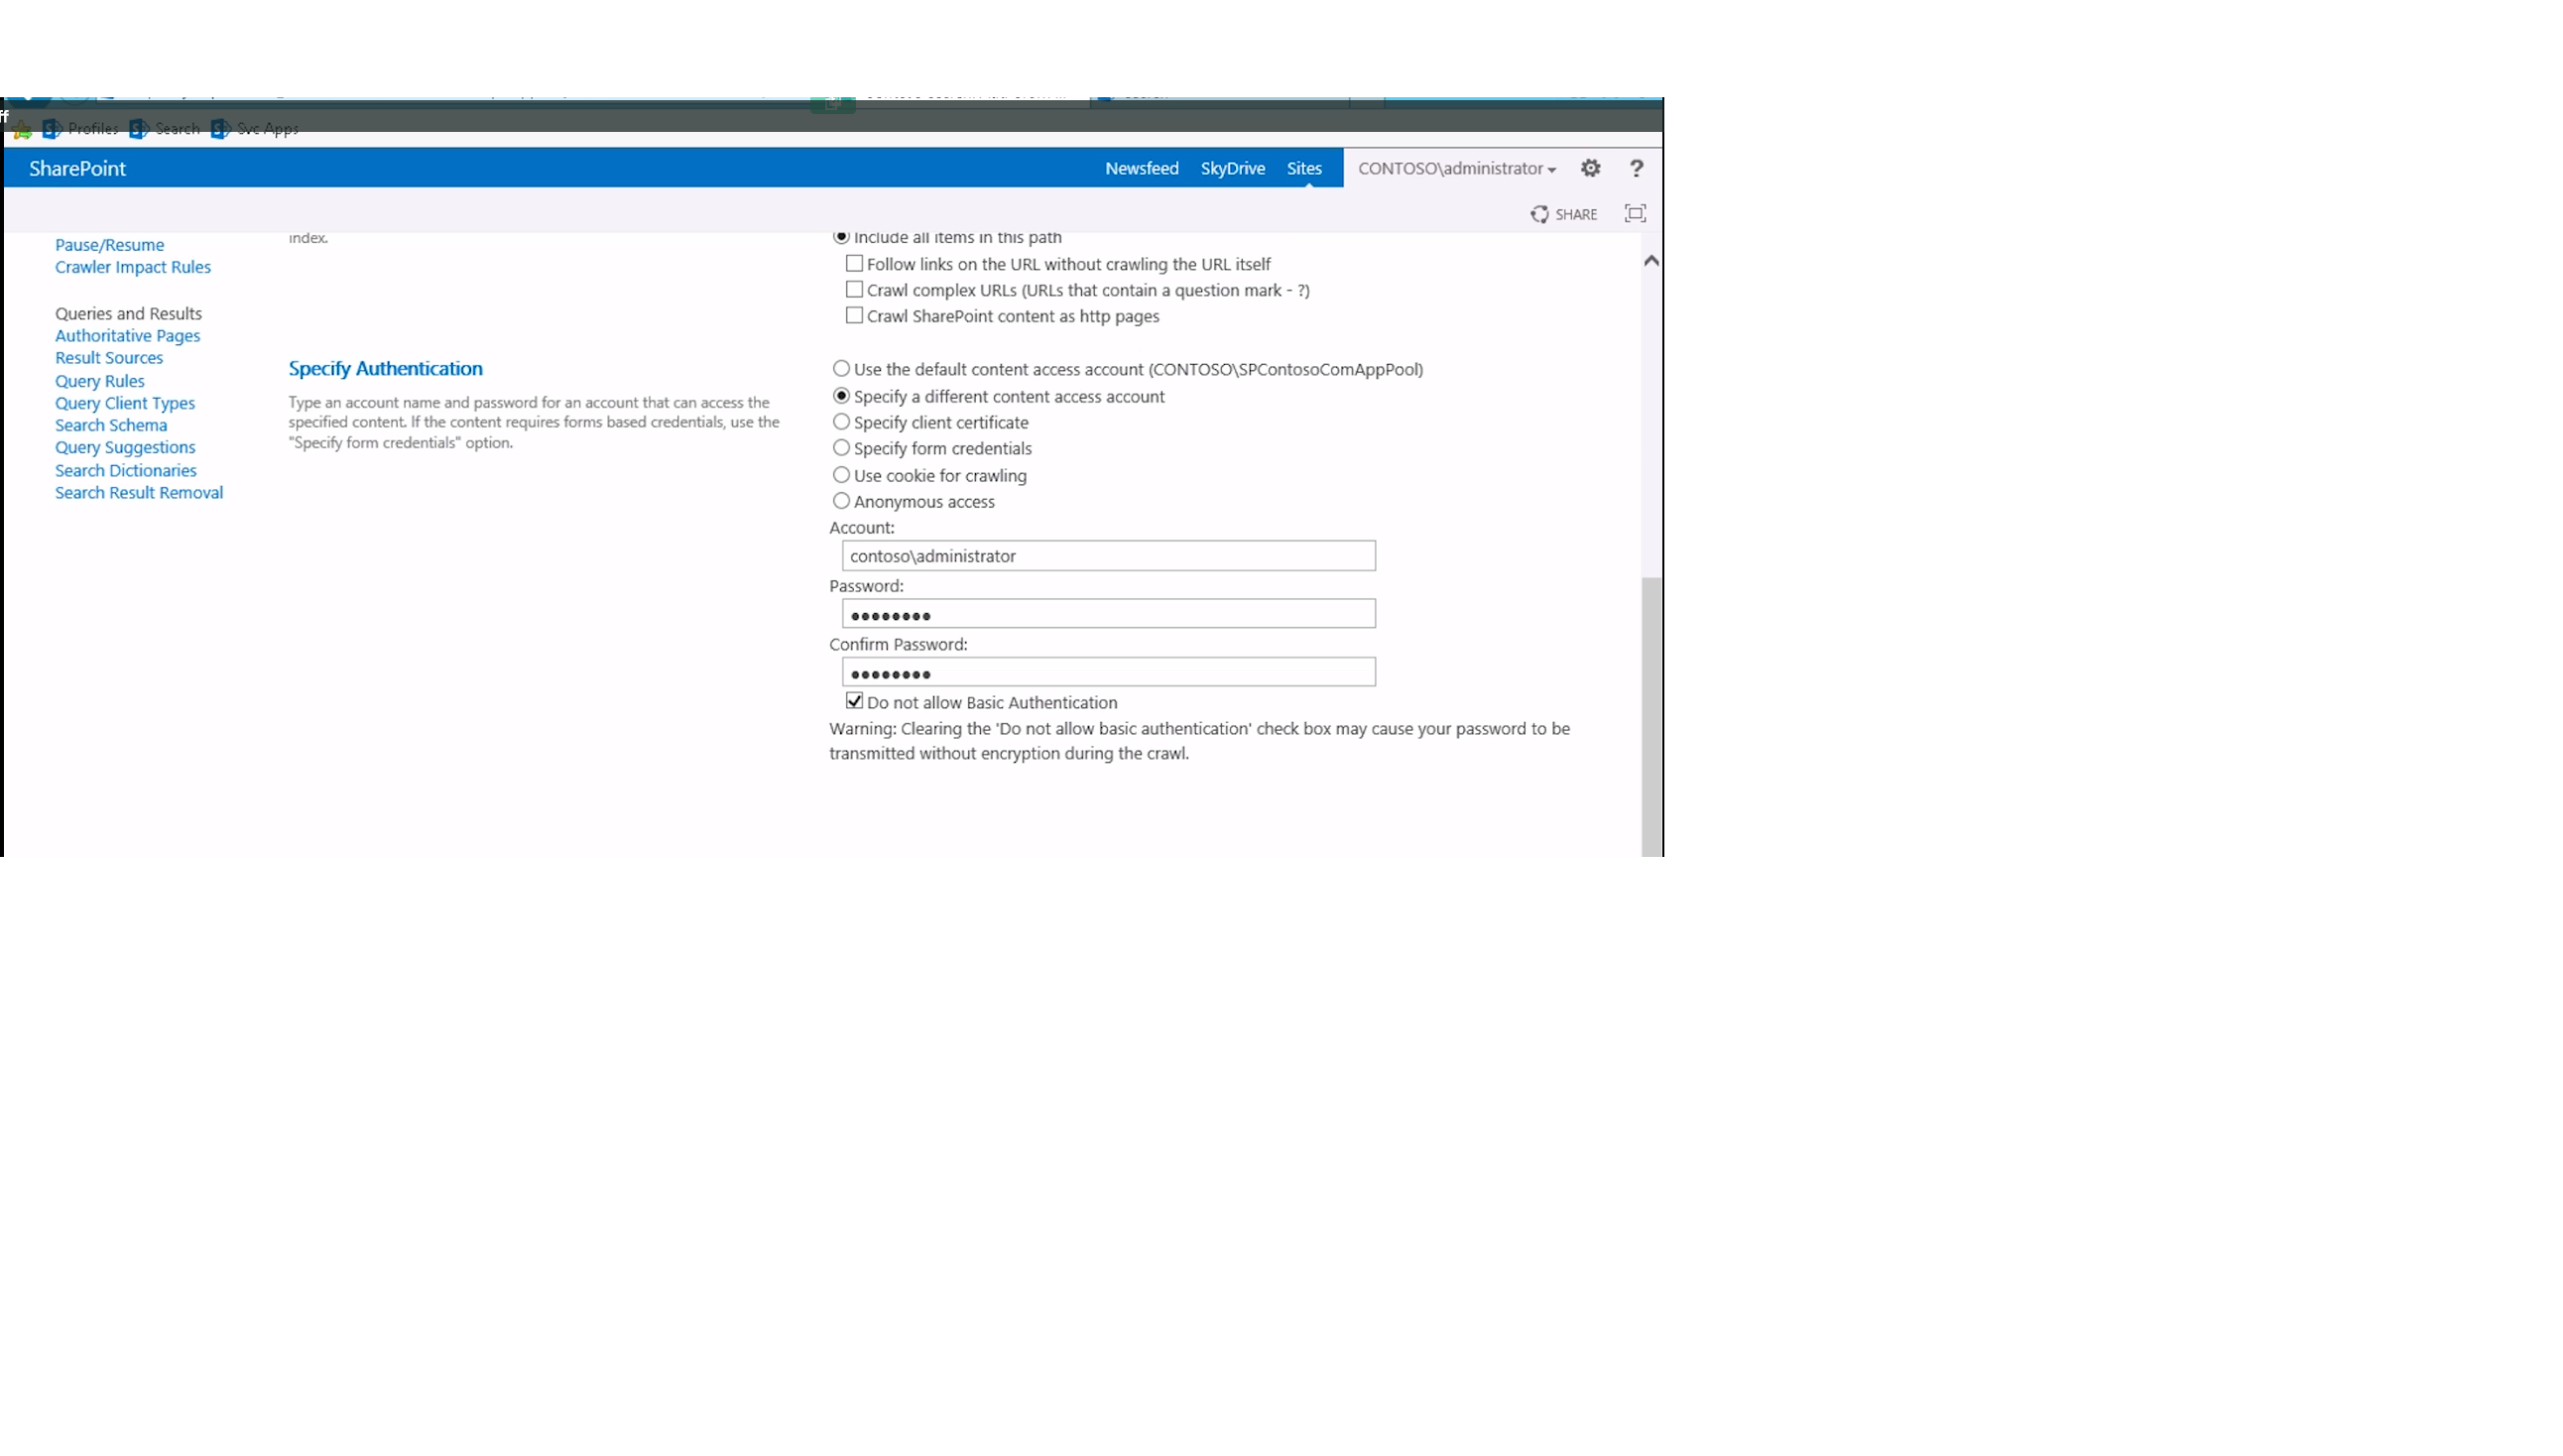 ff
Profiles Search Svc Apps
SharePoint Newsfeed SkyDrive Sites CONTOSO\administrator ?
SHARE
Pause/Resume
Crawler Impact Rules
Queries and Results
Authoritative Pages
Result Sources
Query Rules
Query Client Types
Search Schema
Query Suggestions
Search Dictionaries
Search Result Removal
index.
Specify Authentication
Type an account name and password for an account that can access the
specified content. If the content requires forms based credentials, use the
"Specify form credentials" option.
Include all items in this path
Follow links on the URL without crawling the URL itself
Crawl complex URLs (URLs that contain a question mark - ?)
Crawl SharePoint content as http pages
Use the default content access account (CONTOSO\SPContosoComAppPool)
Specify a different content access account
Specify client certificate
Specify form credentials
Use cookie for crawling
Anonymous access
Account:
contoso\administrator
Password:
••••••••
Confirm Password:
••••••••
Do not allow Basic Authentication
Warning: Clearing the 'Do not allow basic authentication' check box may cause your password to be
transmitted without encryption during the crawl.